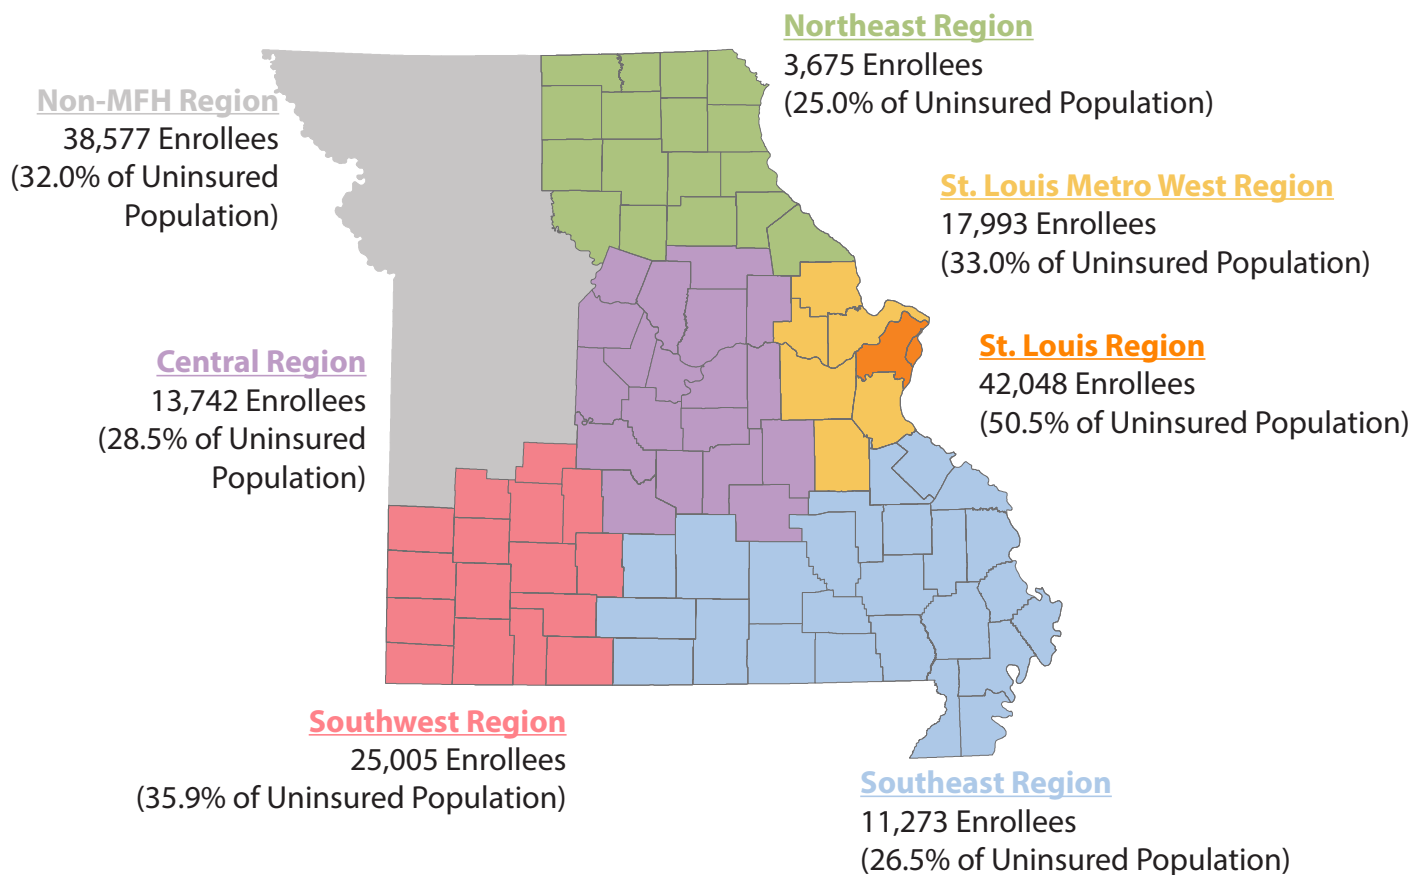 Northeast Region
3,675 Enrollees
(25.0% of Uninsured Population)
Non-MFH Region
38,577 Enrollees
(32.0% of Uninsured
Population)
St. Louis Metro West Region
17,993 Enrollees
(33.0% of Uninsured Population)
St. Louis Region
42,048 Enrollees
(50.5% of Uninsured Population)
Central Region
13,742 Enrollees
(28.5% of Uninsured
Population)
Southwest Region
25,005 Enrollees
(35.9% of Uninsured Population)
Southeast Region
11,273 Enrollees
(26.5% of Uninsured Population)